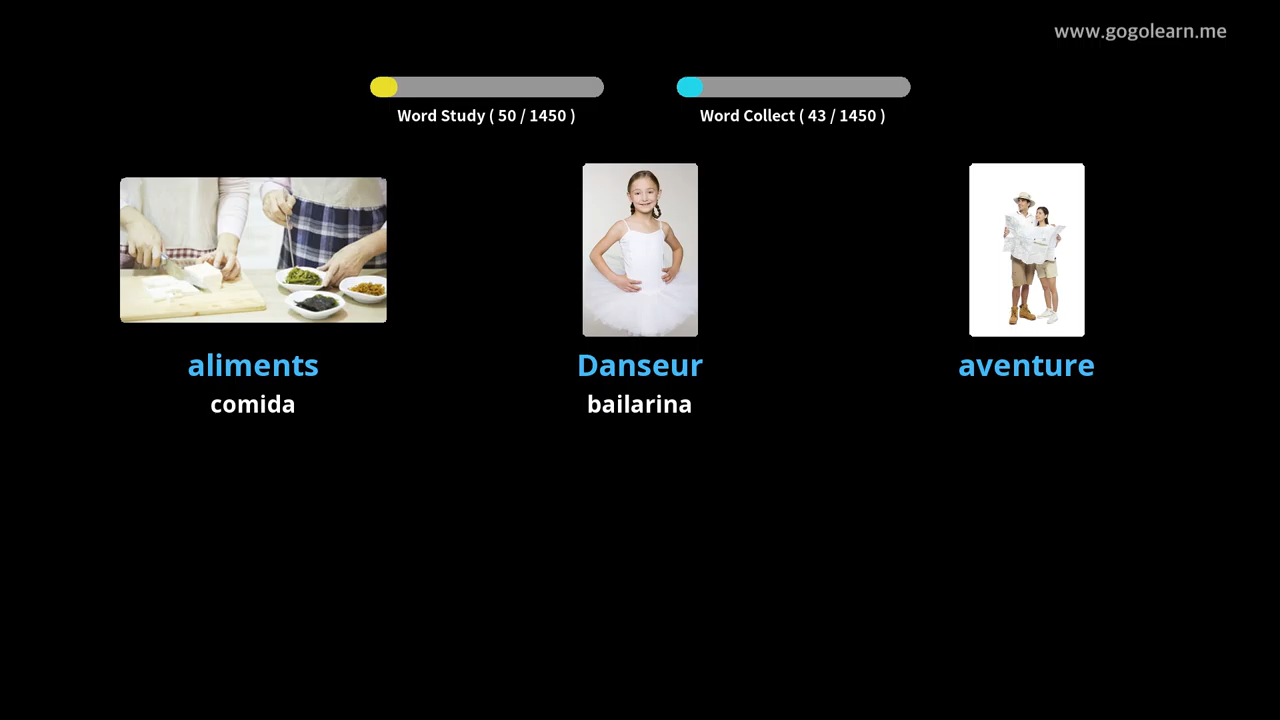 www.gogolearn.me
Word Study ( 50 / 1450 )
Word Collect ( 43 / 1450 )
aliments
comida
Danseur
bailarina
aventure